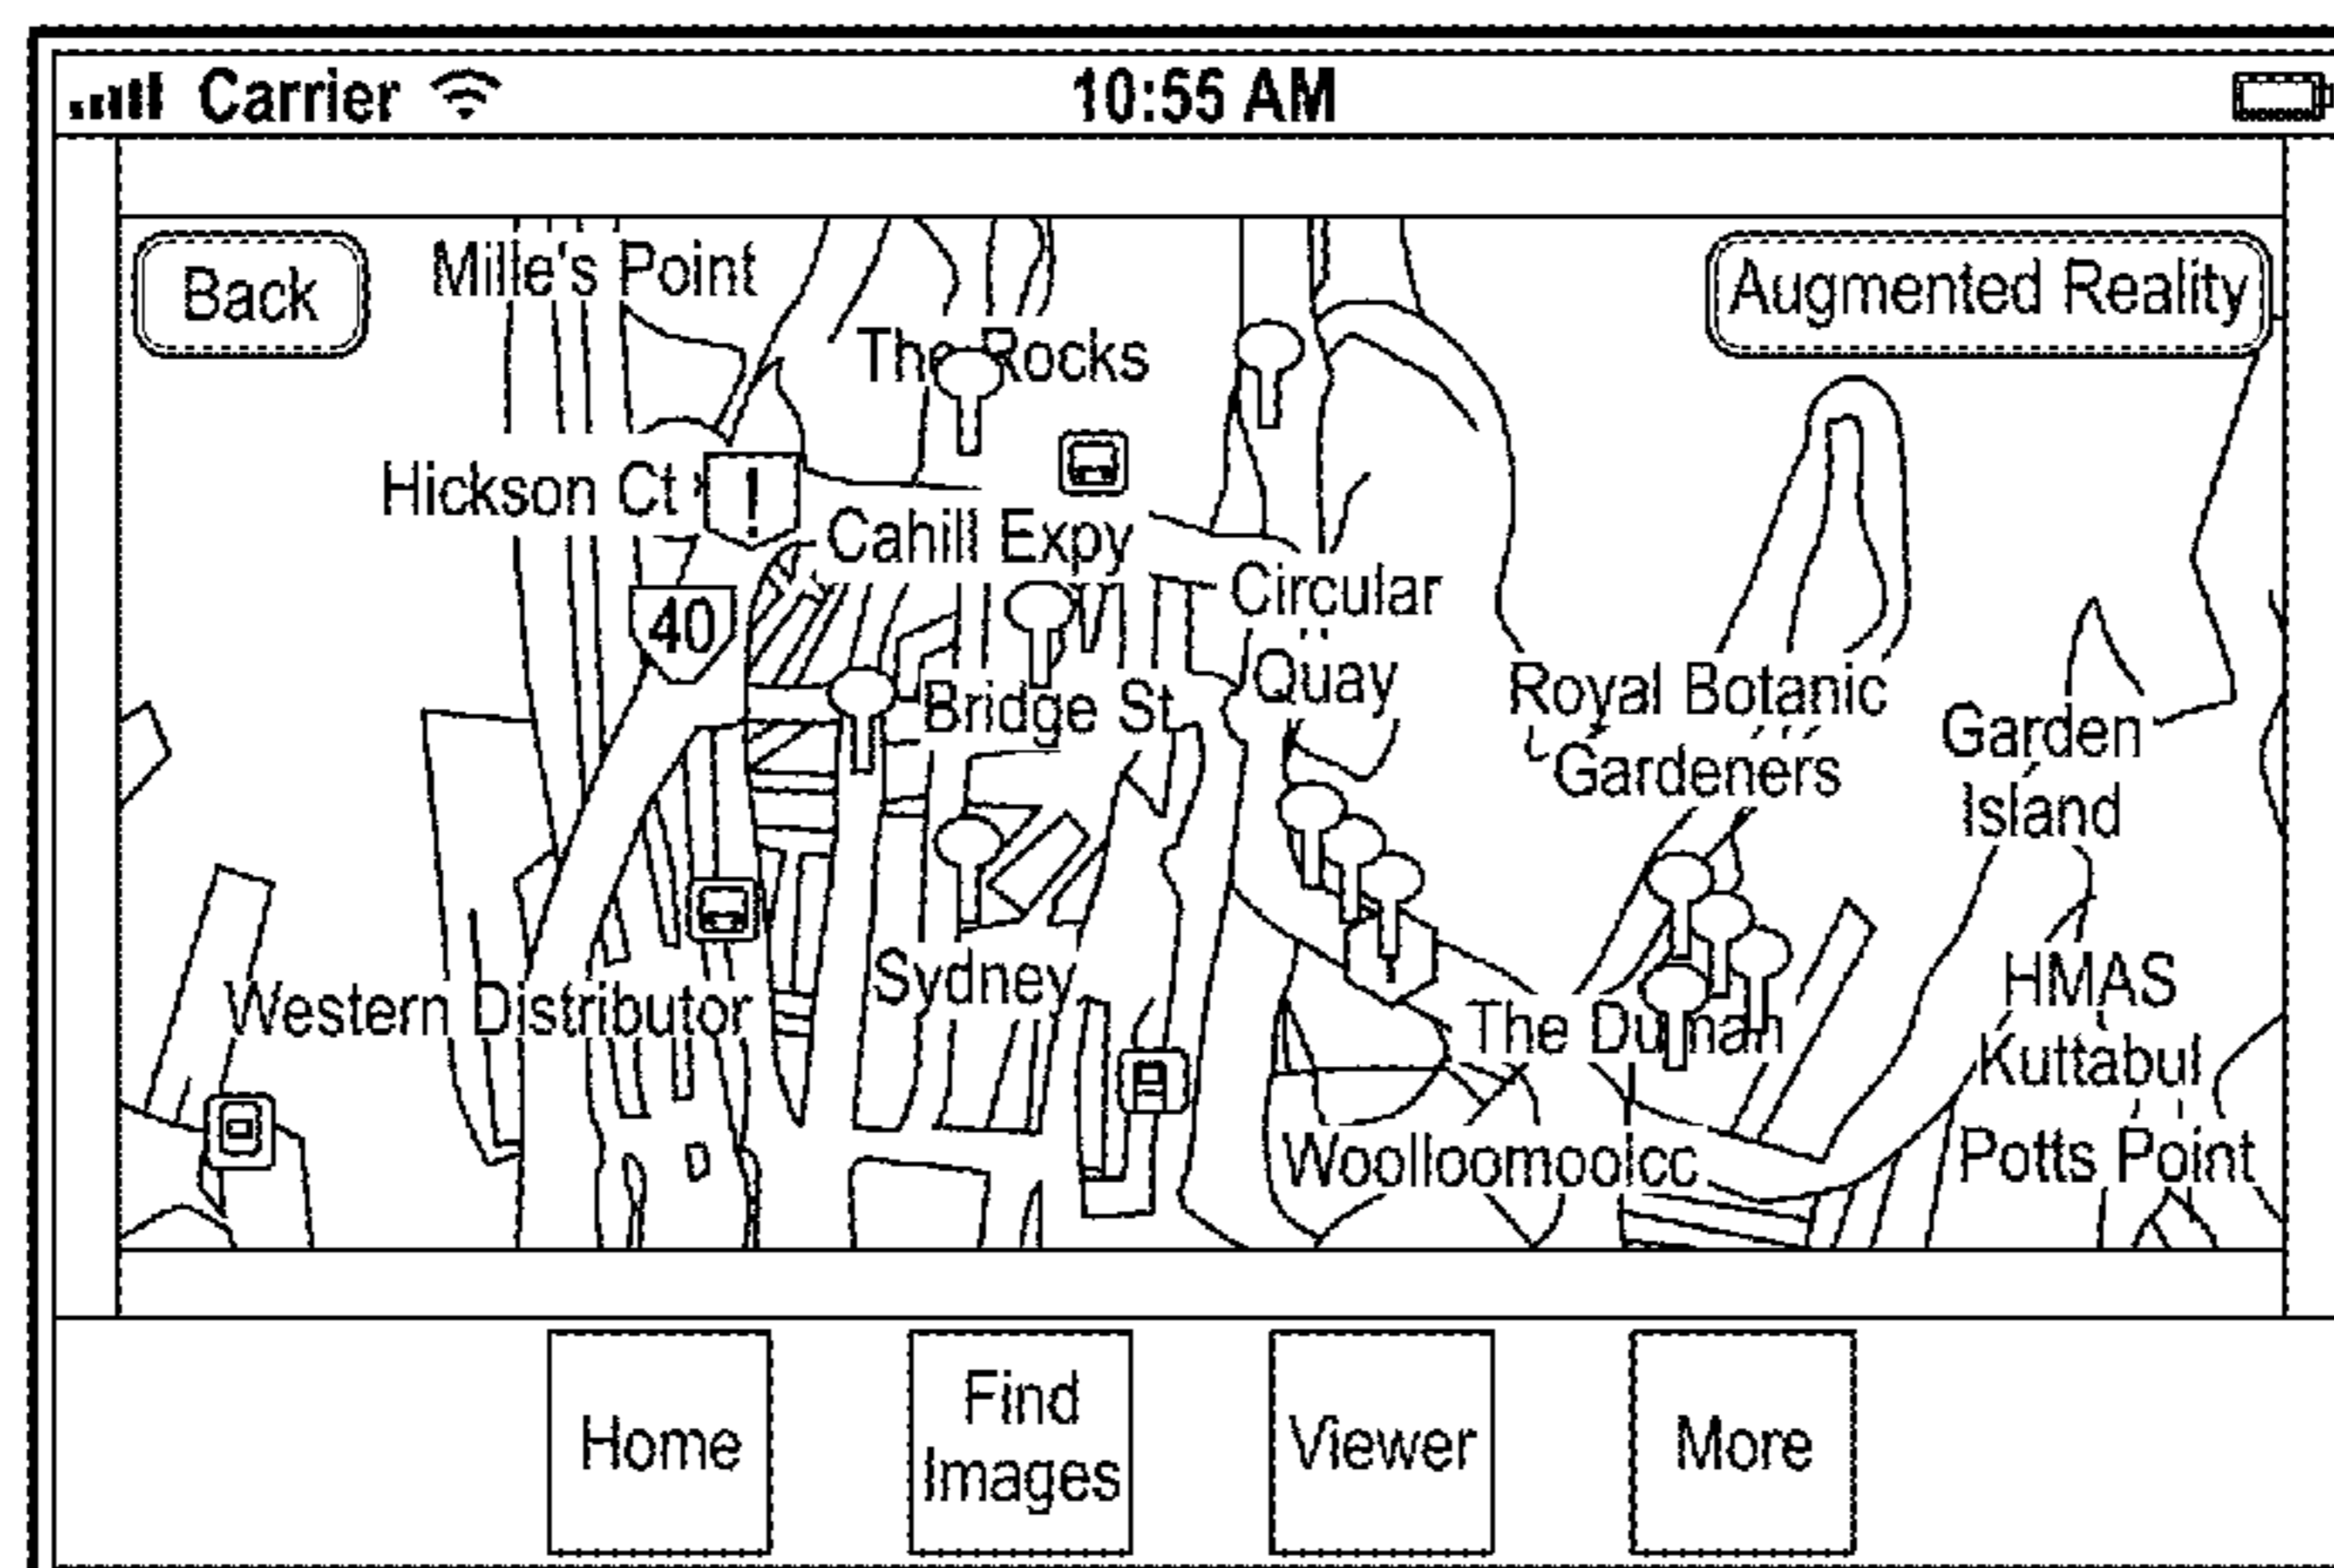 Carrier
10:55 AM
Back
Mille's Point
Augmented Reality
The Rocks
Hickson Ct
!
Cahill Expy
Circular
Quay
40
Bridge St
Royal Botanic
Gardeners
Garden
Island
Sydney
Western Distributor
HMAS
Kuttabul
The
Woolloomoolcc
Potts Point
Home
Find
Images
Viewer
More